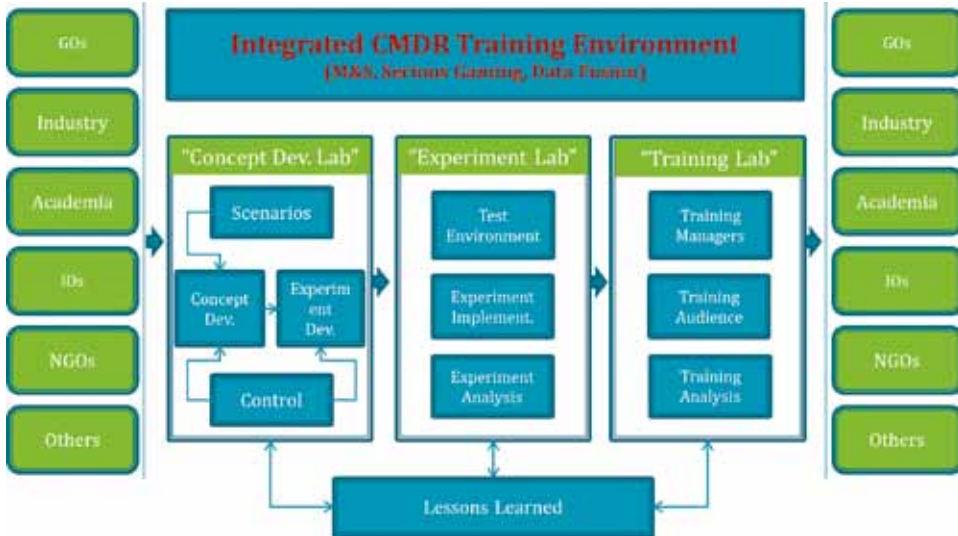 Integrated CMDR Training Environment
(M&S, Serious Gaming, Data Fusion)
GOs
Industry
Academia
IOs
NGOs
Others
"Concept Dev. Lab"
Scenarios
Concept
Dev.
Experim
ent
Dev.
Control
"Experiment Lab"
Test
Environment
Experiment
Implement.
Experiment
Analysis
"Training Lab"
Training
Managers
Training
Audience
Training
Analysis
GOs
Industry
Academia
IOs
NGOs
Others
Lessons Learned